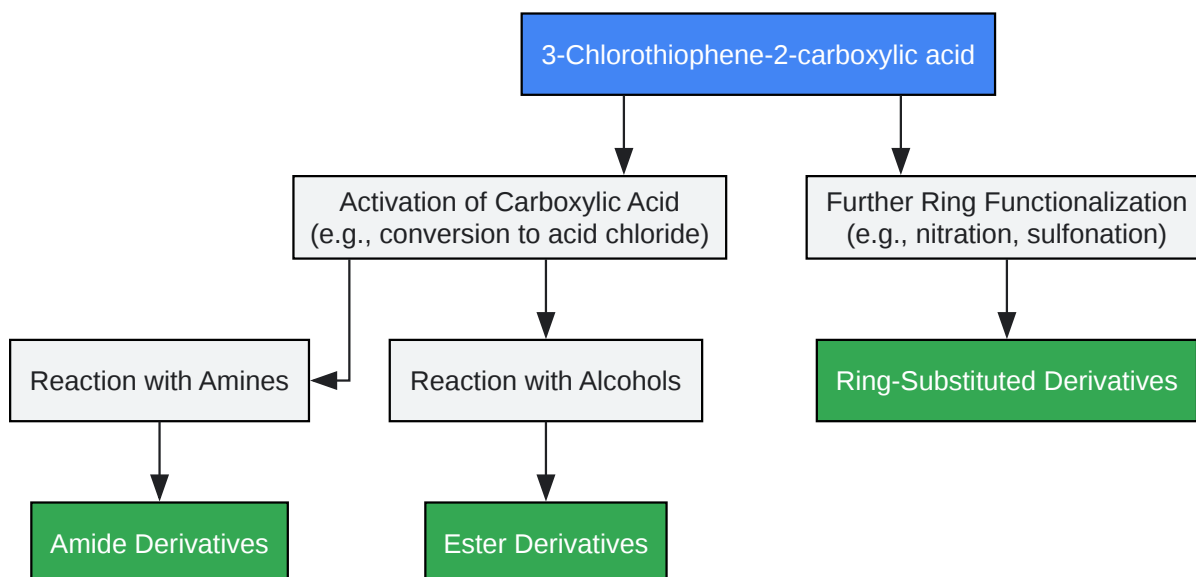 3-Chlorothiophene-2-carboxylic acid
Activation of Carboxylic Acid
(e.g., conversion to acid chloride)
Further Ring Functionalization
(e.g., nitration, sulfonation)
Reaction with Amines
Reaction with Alcohols
Ring-Substituted Derivatives
Amide Derivatives
Ester Derivatives